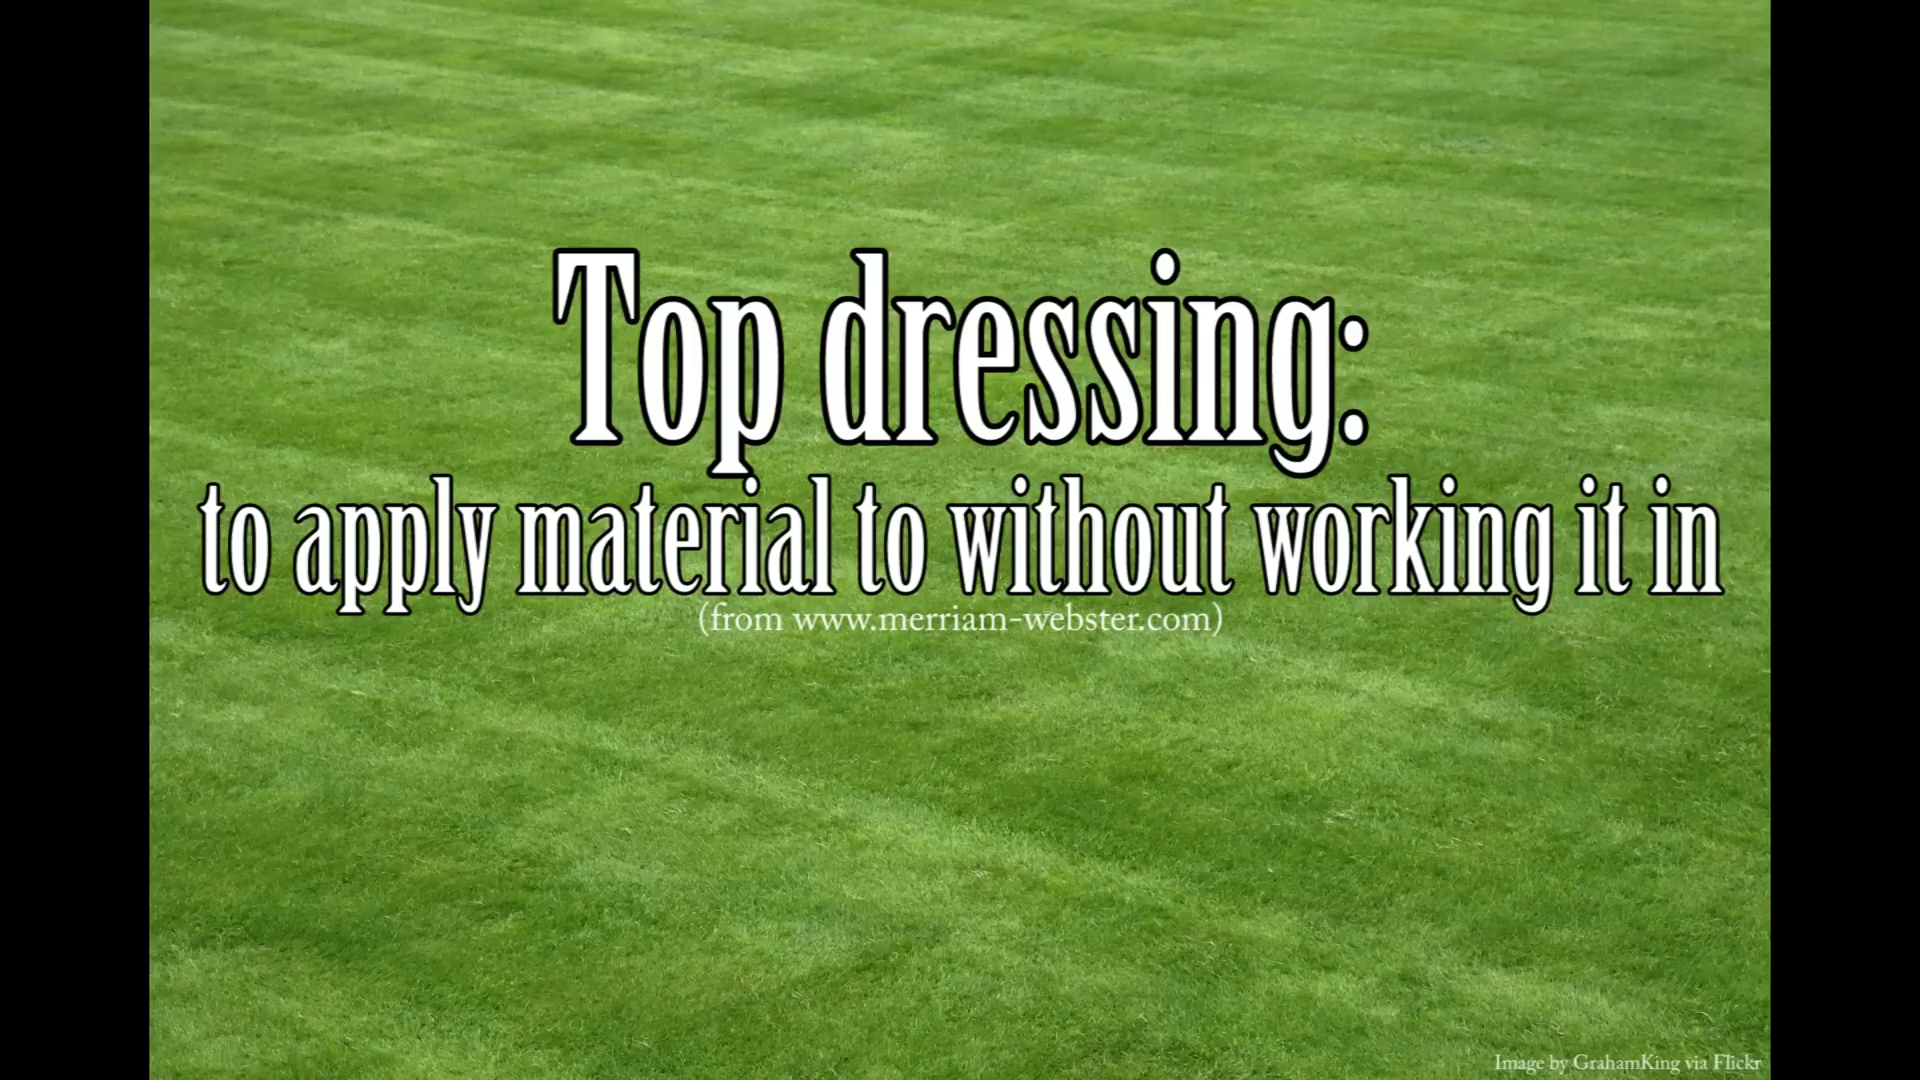 Top dressing:
to apply material to without working it in
(from www.merriam-webster.com)
Image by GrahamKing via Flickr